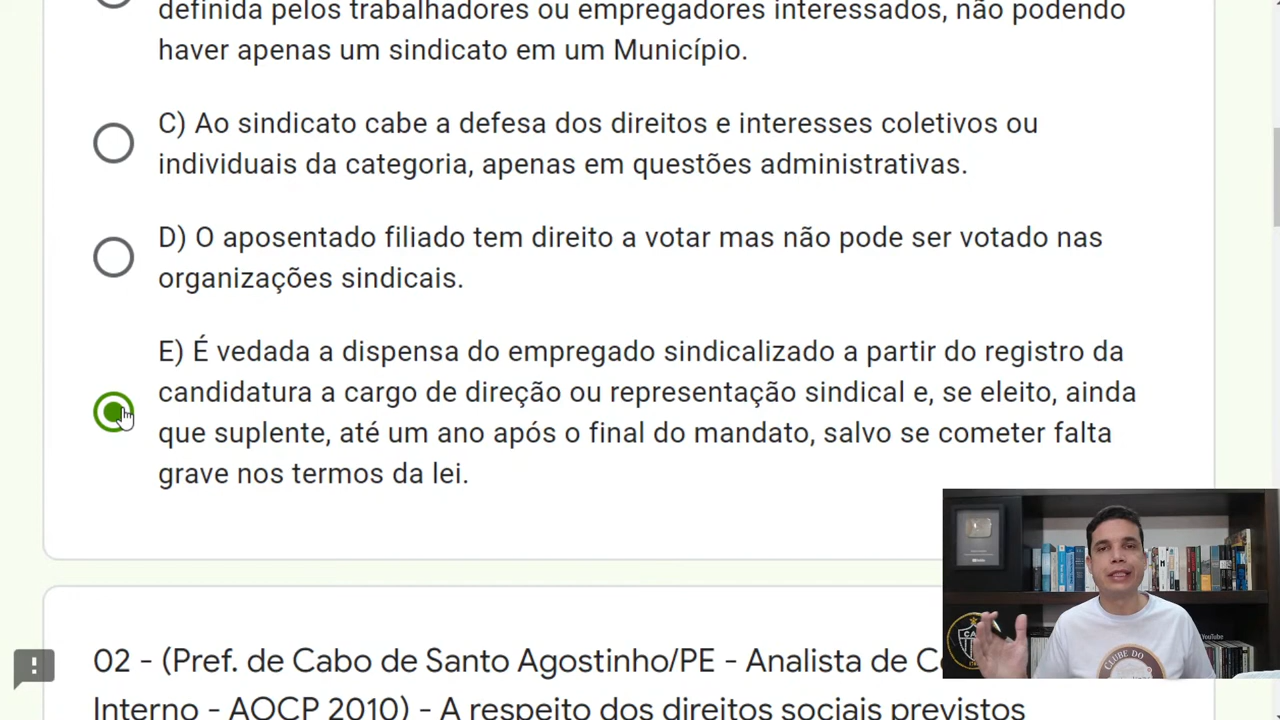 definida pelos trabalhadores ou empregadores interessados, não podendo
haver apenas um sindicato em um Município.
C) Ao sindicato cabe a defesa dos direitos e interesses coletivos ou
individuais da categoria, apenas em questões administrativas.
D) O aposentado filiado tem direito a votar mas não pode ser votado nas
organizações sindicais.
E) É vedada a dispensa do empregado sindicalizado a partir do registro da
candidatura a cargo de direção ou representação sindical e, se eleito, ainda
que suplente, até um ano após o final do mandato, salvo se cometer falta
grave nos termos da lei.
02 - (Pref. de Cabo de Santo Agostinho/PE - Analista de C
Interno - AOCP 2010) - A respeito dos direitos sociais previstos
YouTube
CLUBE DO